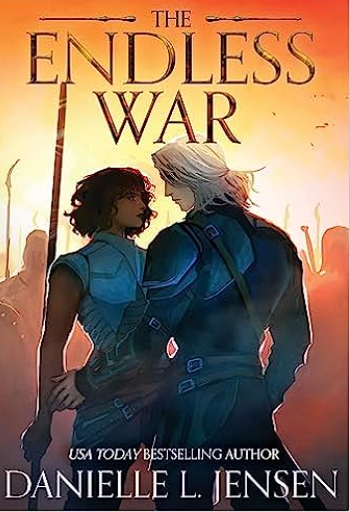 THE
ENDLESS
WAR
USA TODAY BESTSELLING AUTHOR
DANIELLE L. JENSEN